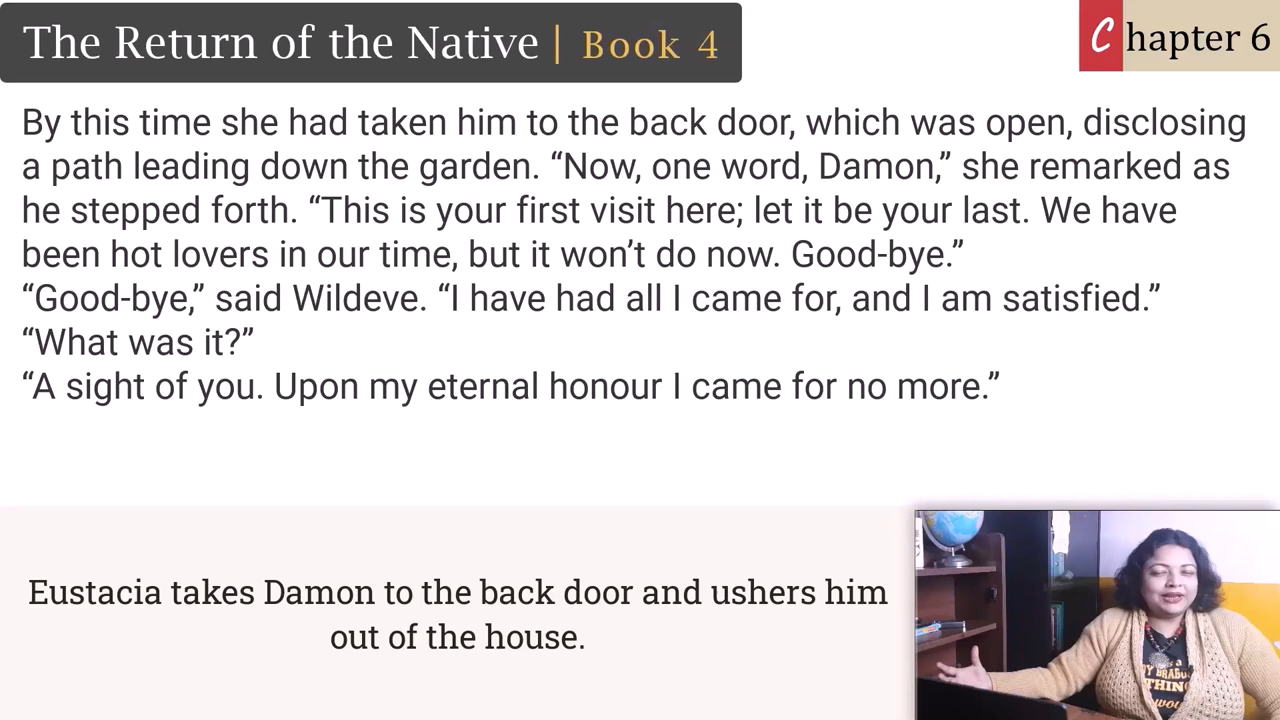 The Return of the Native | Book 4
Chapter 6
By this time she had taken him to the back door, which was open, disclosing
a path leading down the garden. “Now, one word, Damon,” she remarked as
he stepped forth. “This is your first visit here; let it be your last. We have
been hot lovers in our time, but it won’t do now. Good-bye.”
“Good-bye,” said Wildeve. “I have had all I came for, and I am satisfied.”
“What was it?”
“A sight of you. Upon my eternal honour I came for no more.”
Eustacia takes Damon to the back door and ushers him
out of the house.
THING